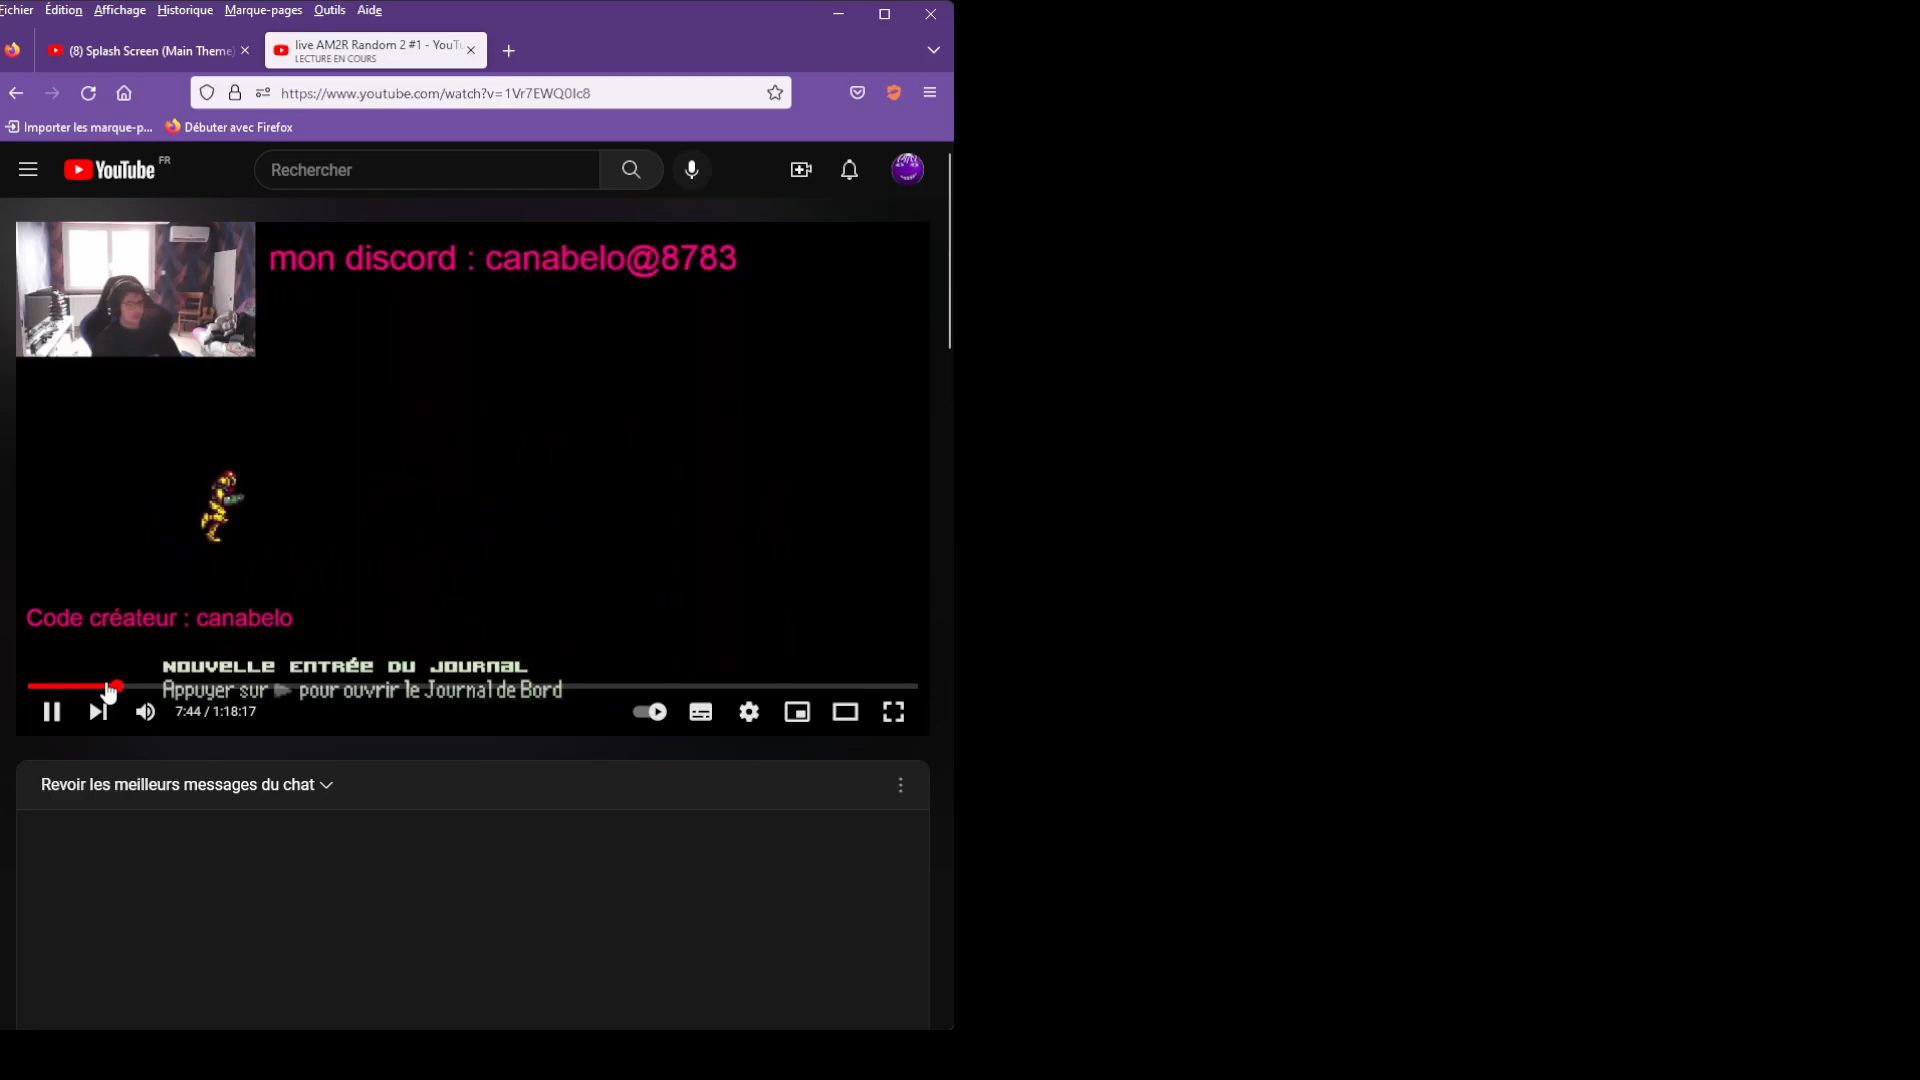 Fichier Édition Affichage Historique Marque-pages Outils Aide
(8) Splash Screen (Main Theme)
live AM2R Random 2 #1 - YouTu
LECTURE EN COURS
https://www.youtube.com/watch?v=1Vr7EWQ0Ic8
Importer les marque-p... Débuter avec Firefox
YouTube FR
Rechercher
mon discord : canabelo@8783
Code créateur : canabelo
NOUVELLE ENTRÉE DU JOURNAL
Appuyer sur pour ouvrir le Journal de Bord
7:44 / 1:18:17
Revoir les meilleurs messages du chat